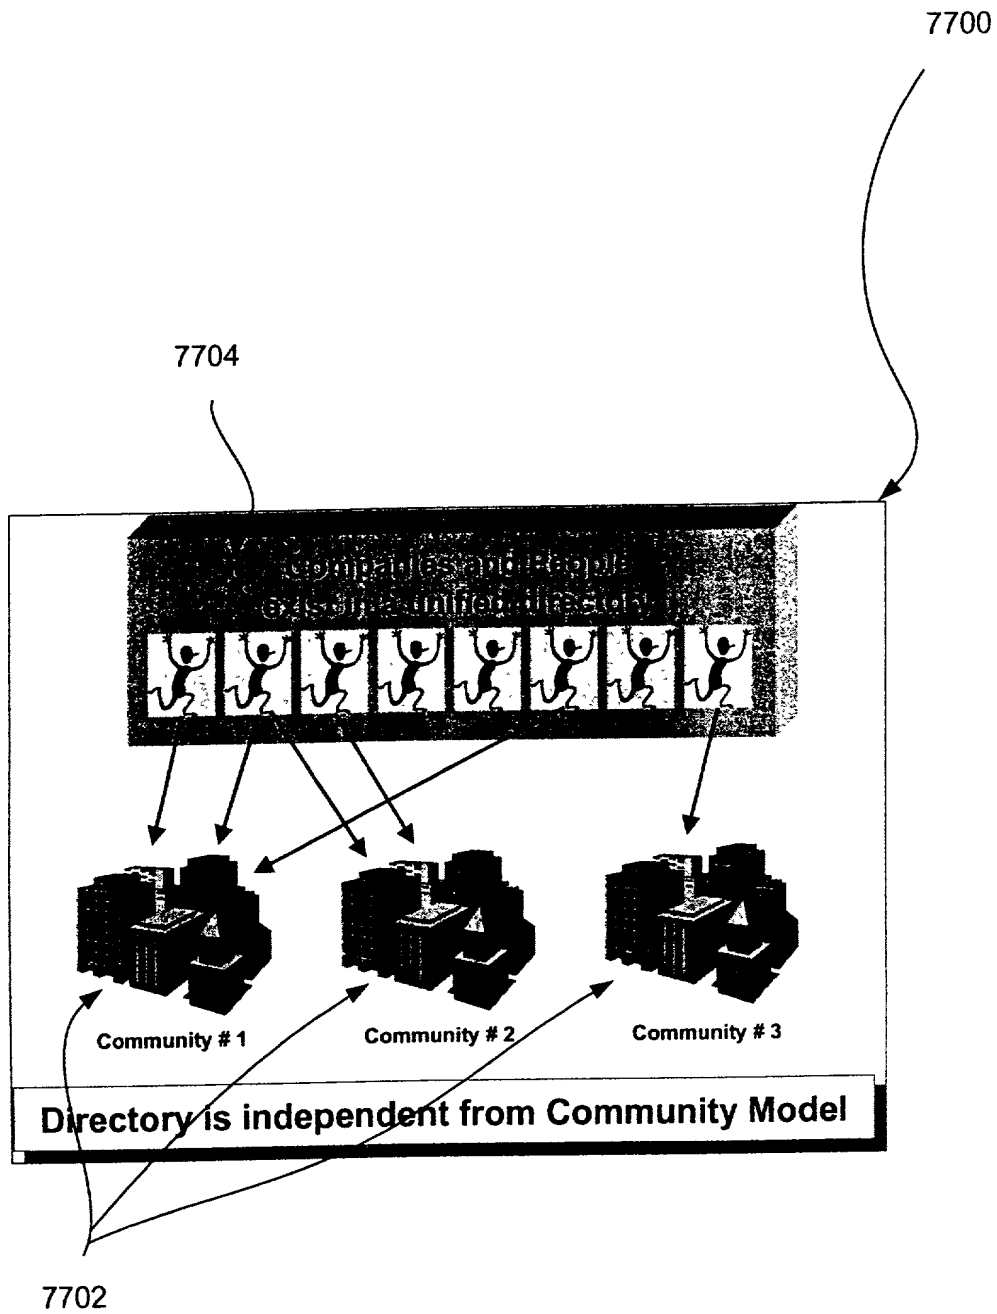 7700
7704
Companies and People
exist in a unified directory
Community # 1
Community # 2
Community # 3
Directory is independent from Community Model
7702